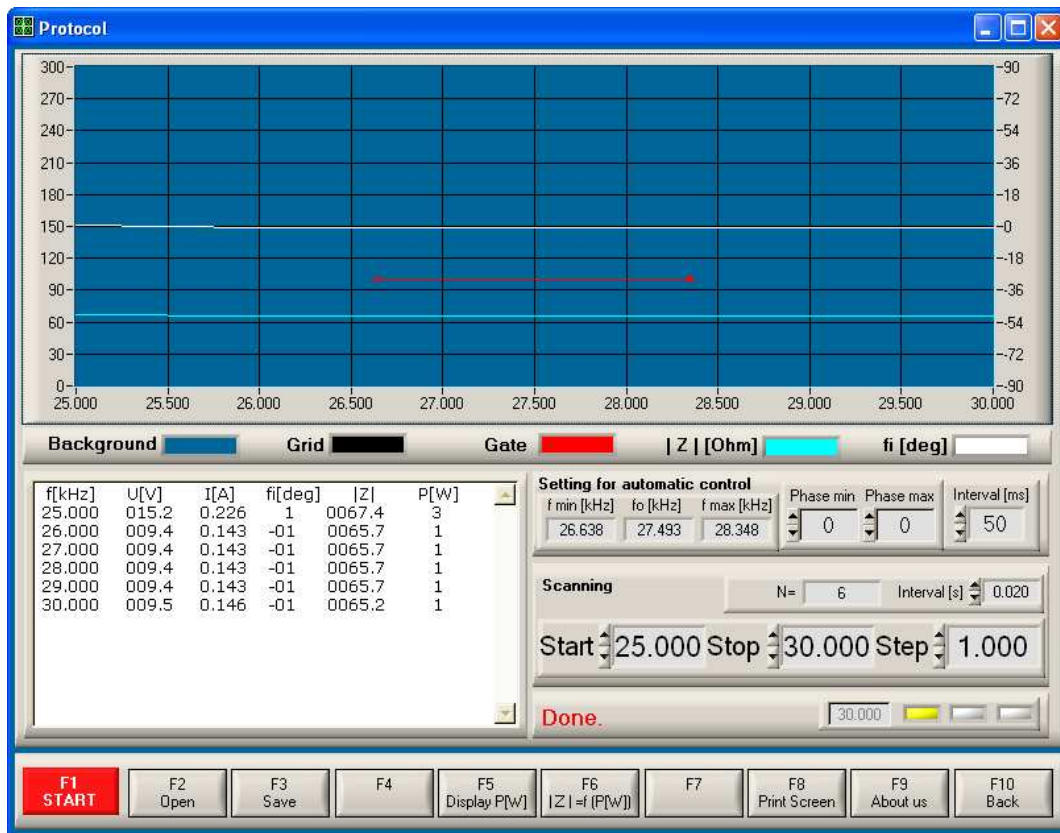 Protocol
300 90
270 -72
240 -54
210 -36
180 -18
150 -0
120 -18
90 -36
60 -54
30 -72
0 -90
25.000 25.500 26.000 26.500 27.000 27.500 28.000 28.500 29.000 29.500 30.000
Background Grid Gate | Z | [Ohm] fi [deg]
f[kHz] U[V] I[A] fi[deg] |Z| P[W]
25.000 015.2 0.226 1 0067.4 3
26.000 009.4 0.143 -01 0065.7 1
27.000 009.4 0.143 -01 0065.7 1
28.000 009.4 0.143 -01 0065.7 1
29.000 009.4 0.143 -01 0065.7 1
30.000 009.5 0.146 -01 0065.2 1
Setting for automatic control
f min [kHz] fo [kHz] f max [kHz] Phase min Phase max Interval [ms]
26.638 27.493 28.348 0 0 50
Scanning N= 6 Interval [s] 0.020
Start 25.000 Stop 30.000 Step 1.000
Done. 30.000
F1 F2 F3 F4 F5 F6 F7 F8 F9 F10
START Open Save Display P[W] | Z | =f (P[W]) Print Screen About us Back